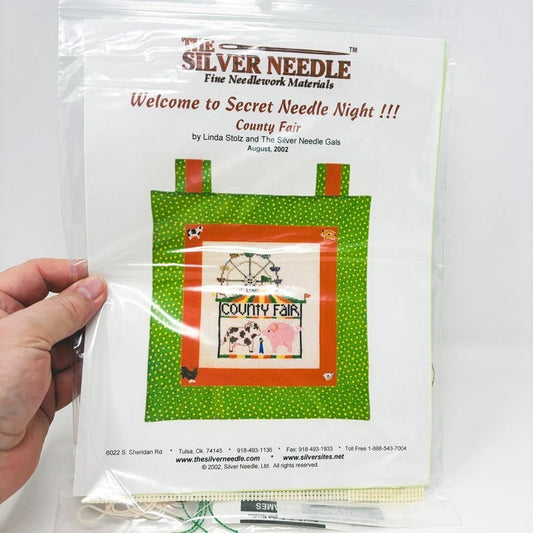 THE
SILVER NEEDLE™
Fine Needlework Materials
Welcome to Secret Needle Night !!!
County Fair
by Linda Stolz and The Silver Needle Gals
August, 2002
COUNTY FAIR
6022 S. Sheridan Rd. * Tulsa, Ok. 74145 * 918-493-1136 * Fax: 918-493-1933 * Toll Free 1-888-543-7004
www.thesilverneedle.com * www.silversites.net
© 2002, Silver Needle, Ltd. All rights reserved.